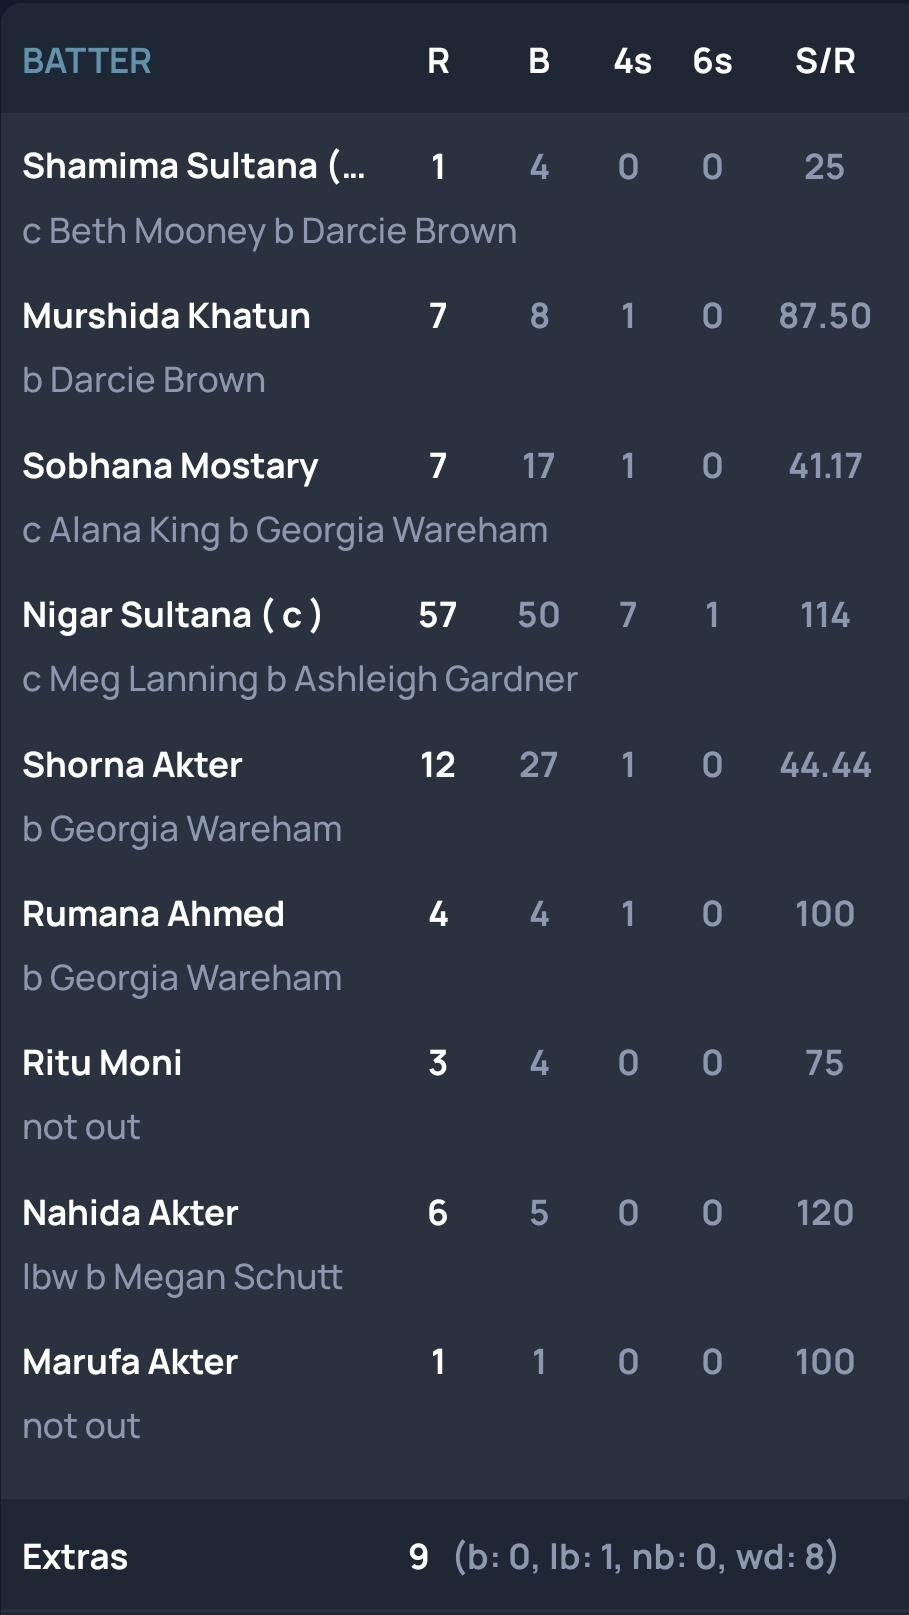 BATTER R B 4s 6s S/R
Shamima Sultana (... 1 4 0 0 25
c Beth Mooney b Darcie Brown
Murshida Khatun 7 8 1 0 87.50
b Darcie Brown
Sobhana Mostary 7 17 1 0 41.17
c Alana King b Georgia Wareham
Nigar Sultana ( c ) 57 50 7 1 114
c Meg Lanning b Ashleigh Gardner
Shorna Akter 12 27 1 0 44.44
b Georgia Wareham
Rumana Ahmed 4 4 1 0 100
b Georgia Wareham
Ritu Moni 3 4 0 0 75
not out
Nahida Akter 6 5 0 0 120
lbw b Megan Schutt
Marufa Akter 1 1 0 0 100
not out
Extras 9 (b: 0, lb: 1, nb: 0, wd: 8)